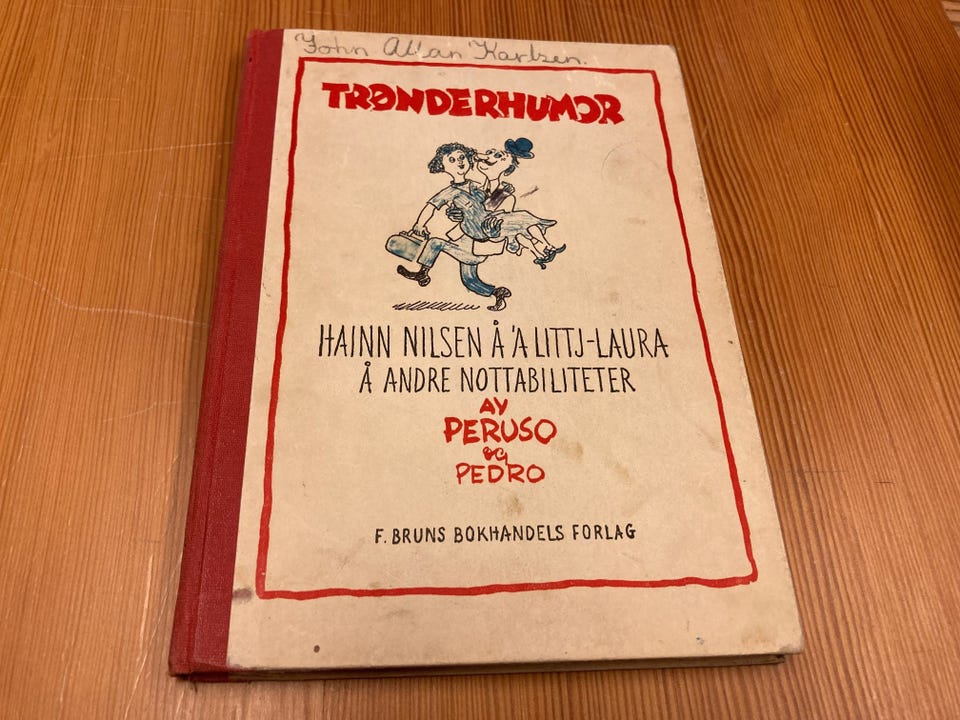 John Allan Karlsen.
TRØNDERHUMOR
HAINN NILSEN Å 'A LITTJ-LAURA
Å ANDRE NOTTABILITETER
AV
PERUSO
og
PEDRO
F. BRUNS BOKHANDELS FORLAG